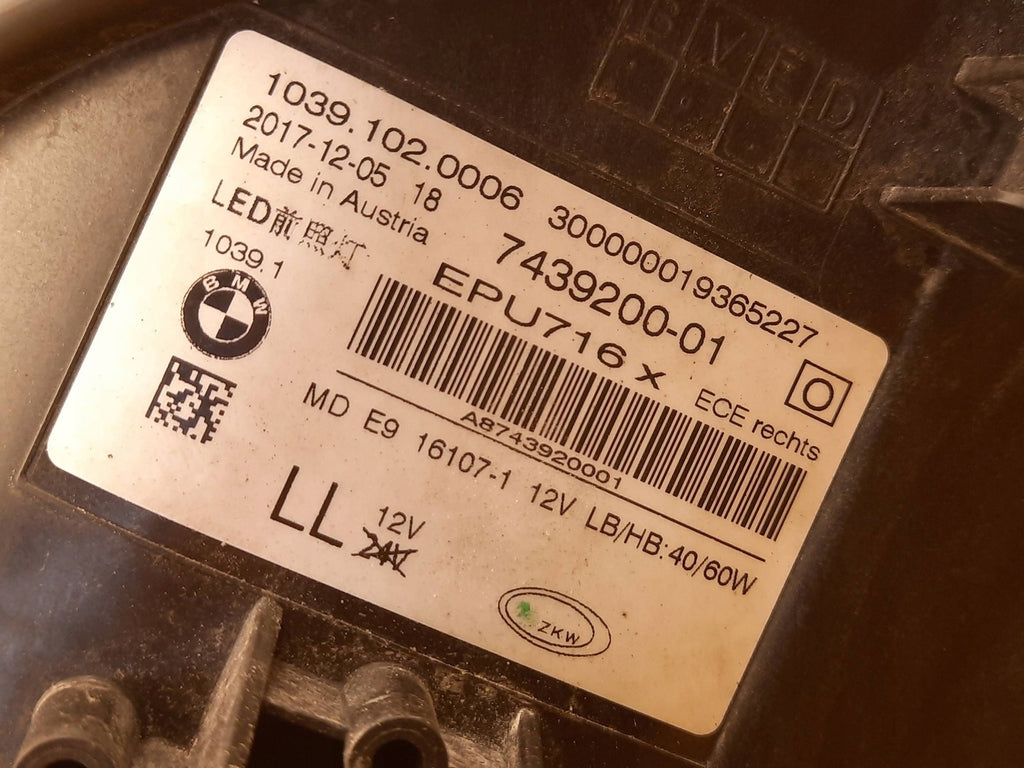 BVED
1039.102.0006 3000000019365227
2017-12-05 18
Made in Austria
7439200-01
LED前照灯
EPU716 x
ECE rechts
O
1039.1
BMW
A8743920001
MD E9 16107-1 12V LB/HB:40/60W
LL
12V
24V
ZKW